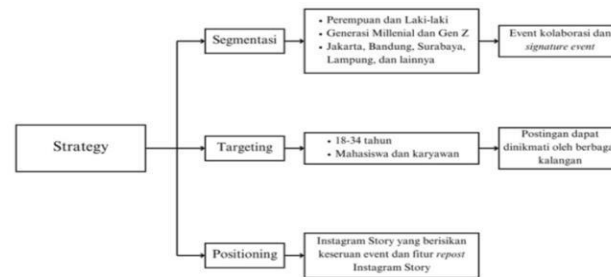 Strategy
Segmentasi
• Perempuan dan Laki-laki
• Generasi Millenial dan Gen Z
• Jakarta, Bandung, Surabaya,
Lampung, dan lainnya
Event kolaborasi dan
signature event
Targeting
• 18-34 tahun
• Mahasiswa dan karyawan
Postingan dapat
dinikmati oleh berbaga
kalangan
Positioning
Instagram Story yang berisikan
keseruan event dan fitur repost
Instagram Story